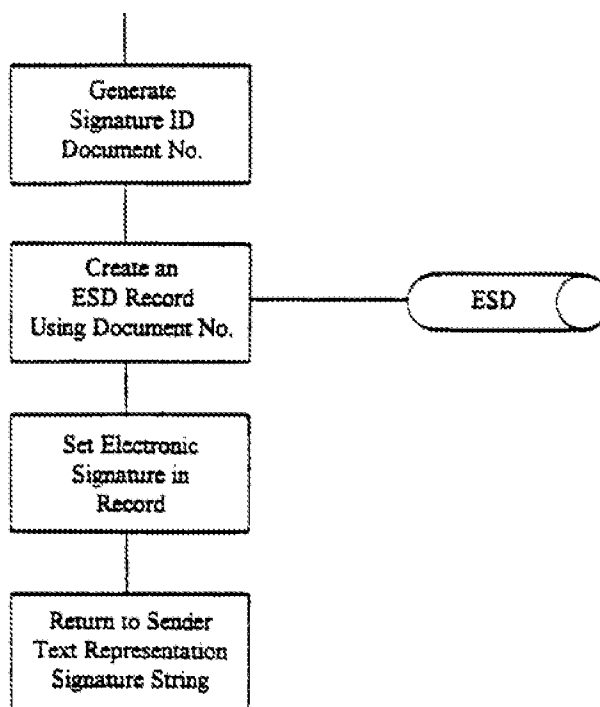 Generate
Signature ID
Document No.
Create an
ESD Record
Using Document No.
ESD
Set Electronic
Signature in
Record
Return to Sender
Text Representation
Signature String